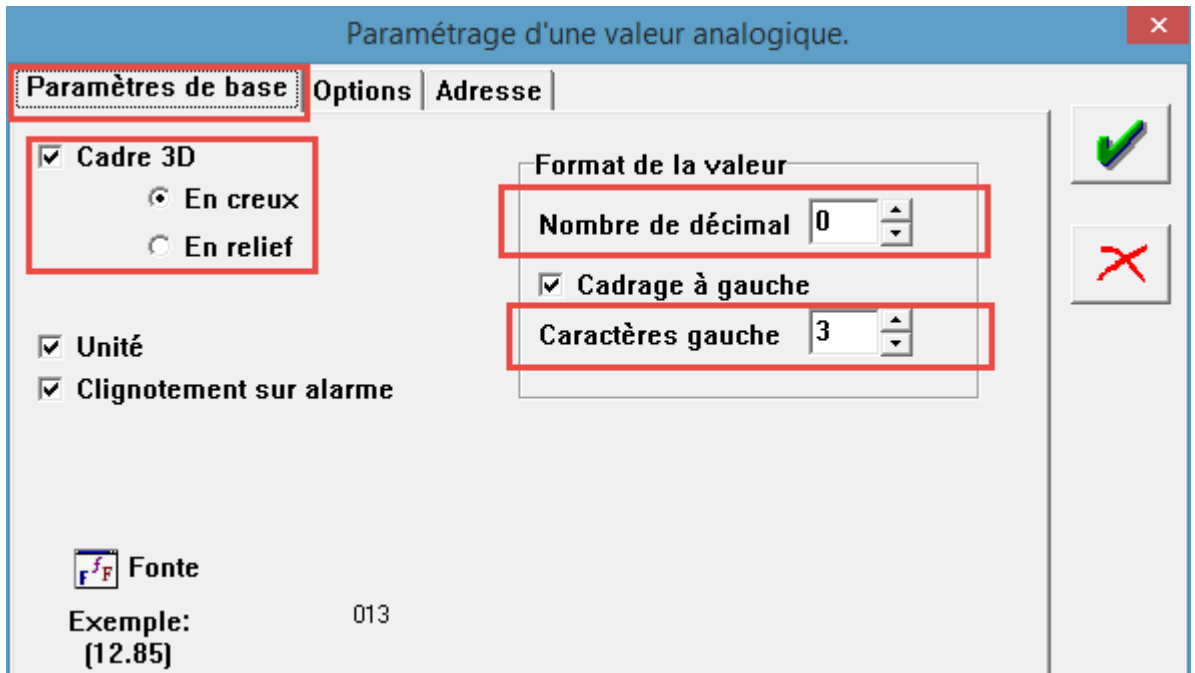 Paramétrage d'une valeur analogique.
Paramètres de base Options Adresse
Cadre 3D
En creux
En relief
Unité
Clignotement sur alarme
Format de la valeur
Nombre de décimal 0
Cadrage à gauche
Caractères gauche 3
Fonte
Exemple: 013
(12.85)